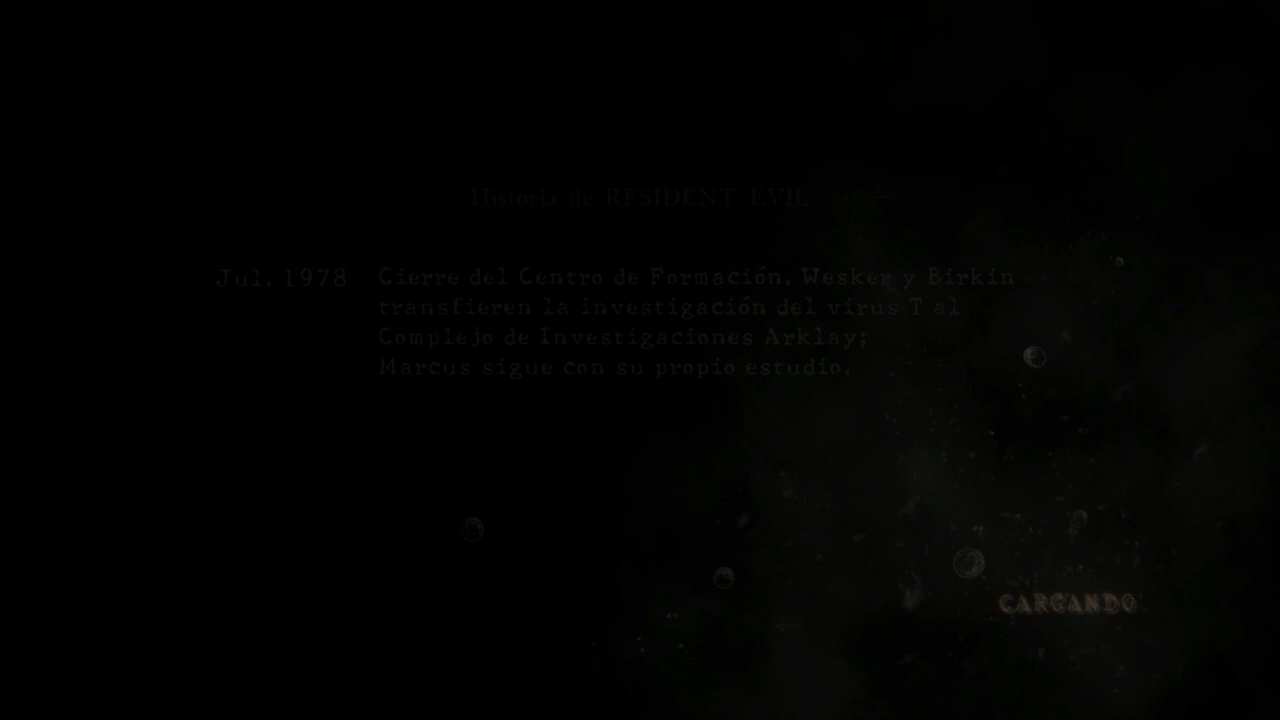 Historia de RESIDENT EVIL
Jul. 1978 Cierre del Centro de Formación. Wesker y Birkin
transfieren la investigación del virus T al
Complejo de Investigaciones Arklay;
Marcus sigue con su propio estudio.
CARGANDO